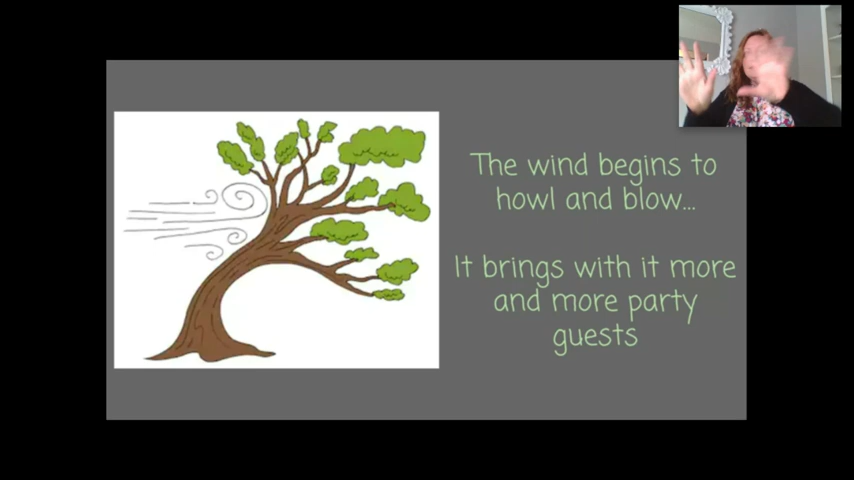 The wind begins to
howl and blow...
It brings with it more
and more party
guests